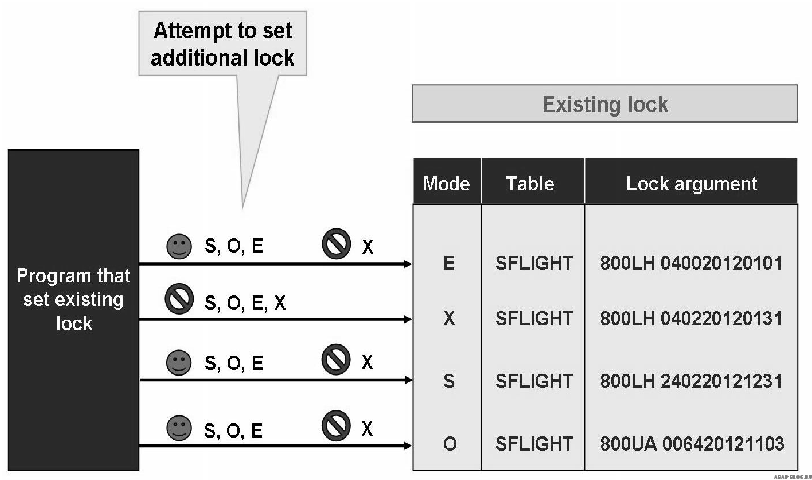 Attempt to set
additional lock
Existing lock
Mode Table Lock argument
Program that
set existing
lock
S, O, E X
E SFLIGHT 800LH 040020120101
S, O, E, X
X SFLIGHT 800LH 040220120131
S, O, E X
S SFLIGHT 800LH 240220121231
S, O, E X
O SFLIGHT 800UA 006420121103